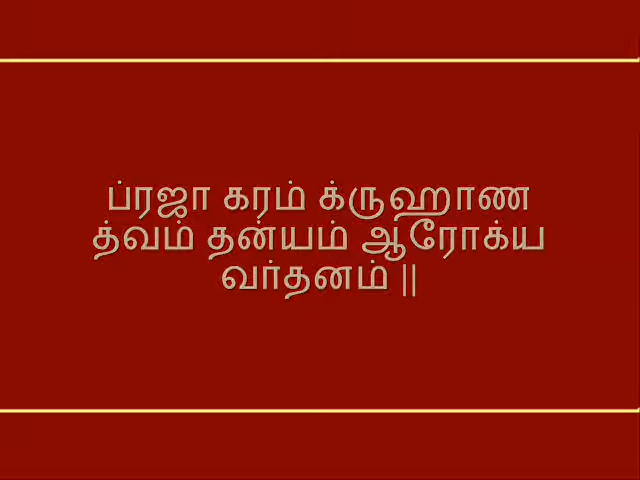 ப்ரஜா கரம் க்ருஹாண
த்வம் தன்யம் ஆரோக்ய
வர்தனம் ||